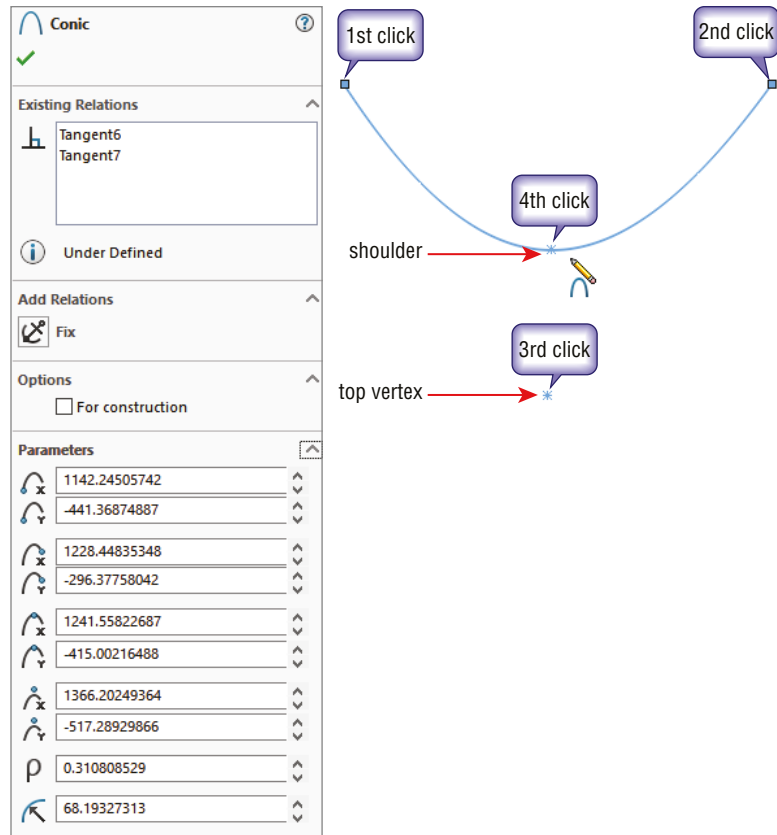 Conic
?
Existing Relations
Tangent6
Tangent7
Under Defined
Add Relations
Fix
Options
For construction
Parameters
X
1142.24505742
Y
-441.36874887
X
1228.44835348
Y
-296.37758042
X
1241.55822687
Y
-415.00216488
X
1366.20249364
Y
-517.28929866
ρ
0.310808529
68.19327313
1st click
2nd click
4th click
shoulder
3rd click
top vertex